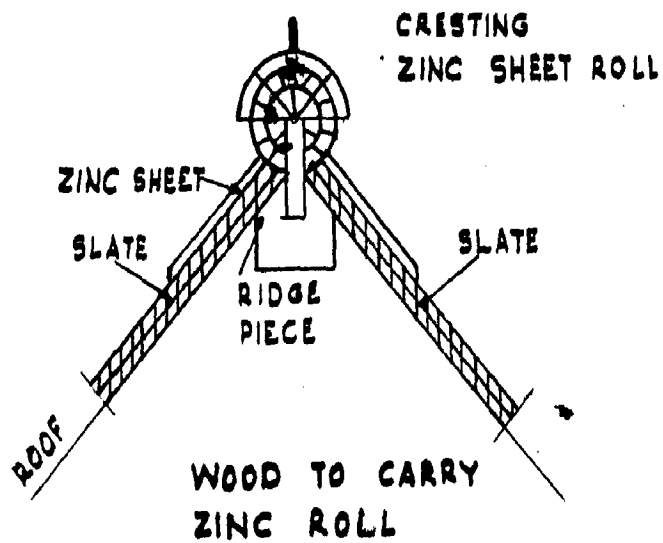 CRESTING
ZINC SHEET ROLL
ZINC SHEET
SLATE
SLATE
RIDGE
PIECE
ROOF
WOOD TO CARRY
ZINC ROLL